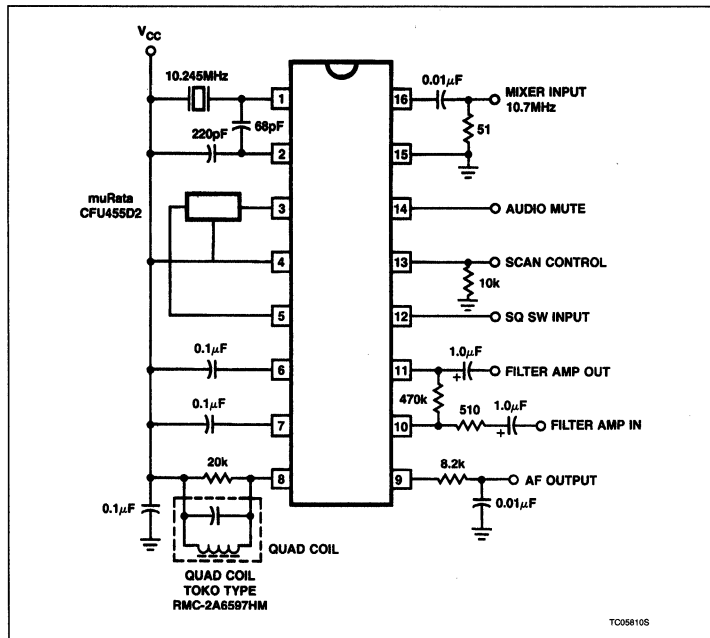 VCC
10.245MHz
1
68pF
220pF
2
muRata
CFU455D2
3
4
5
0.1μF
6
0.1μF
7
20k
8
0.1μF
QUAD COIL
QUAD COIL
TOKO TYPE
RMC-2A6597HM
0.01μF
16
MIXER INPUT
10.7MHz
51
15
14
AUDIO MUTE
13
SCAN CONTROL
10k
12
SQ SW INPUT
1.0μF
11
+
FILTER AMP OUT
470k
510
1.0μF
10
+
FILTER AMP IN
8.2k
9
AF OUTPUT
0.01μF
TC05810S